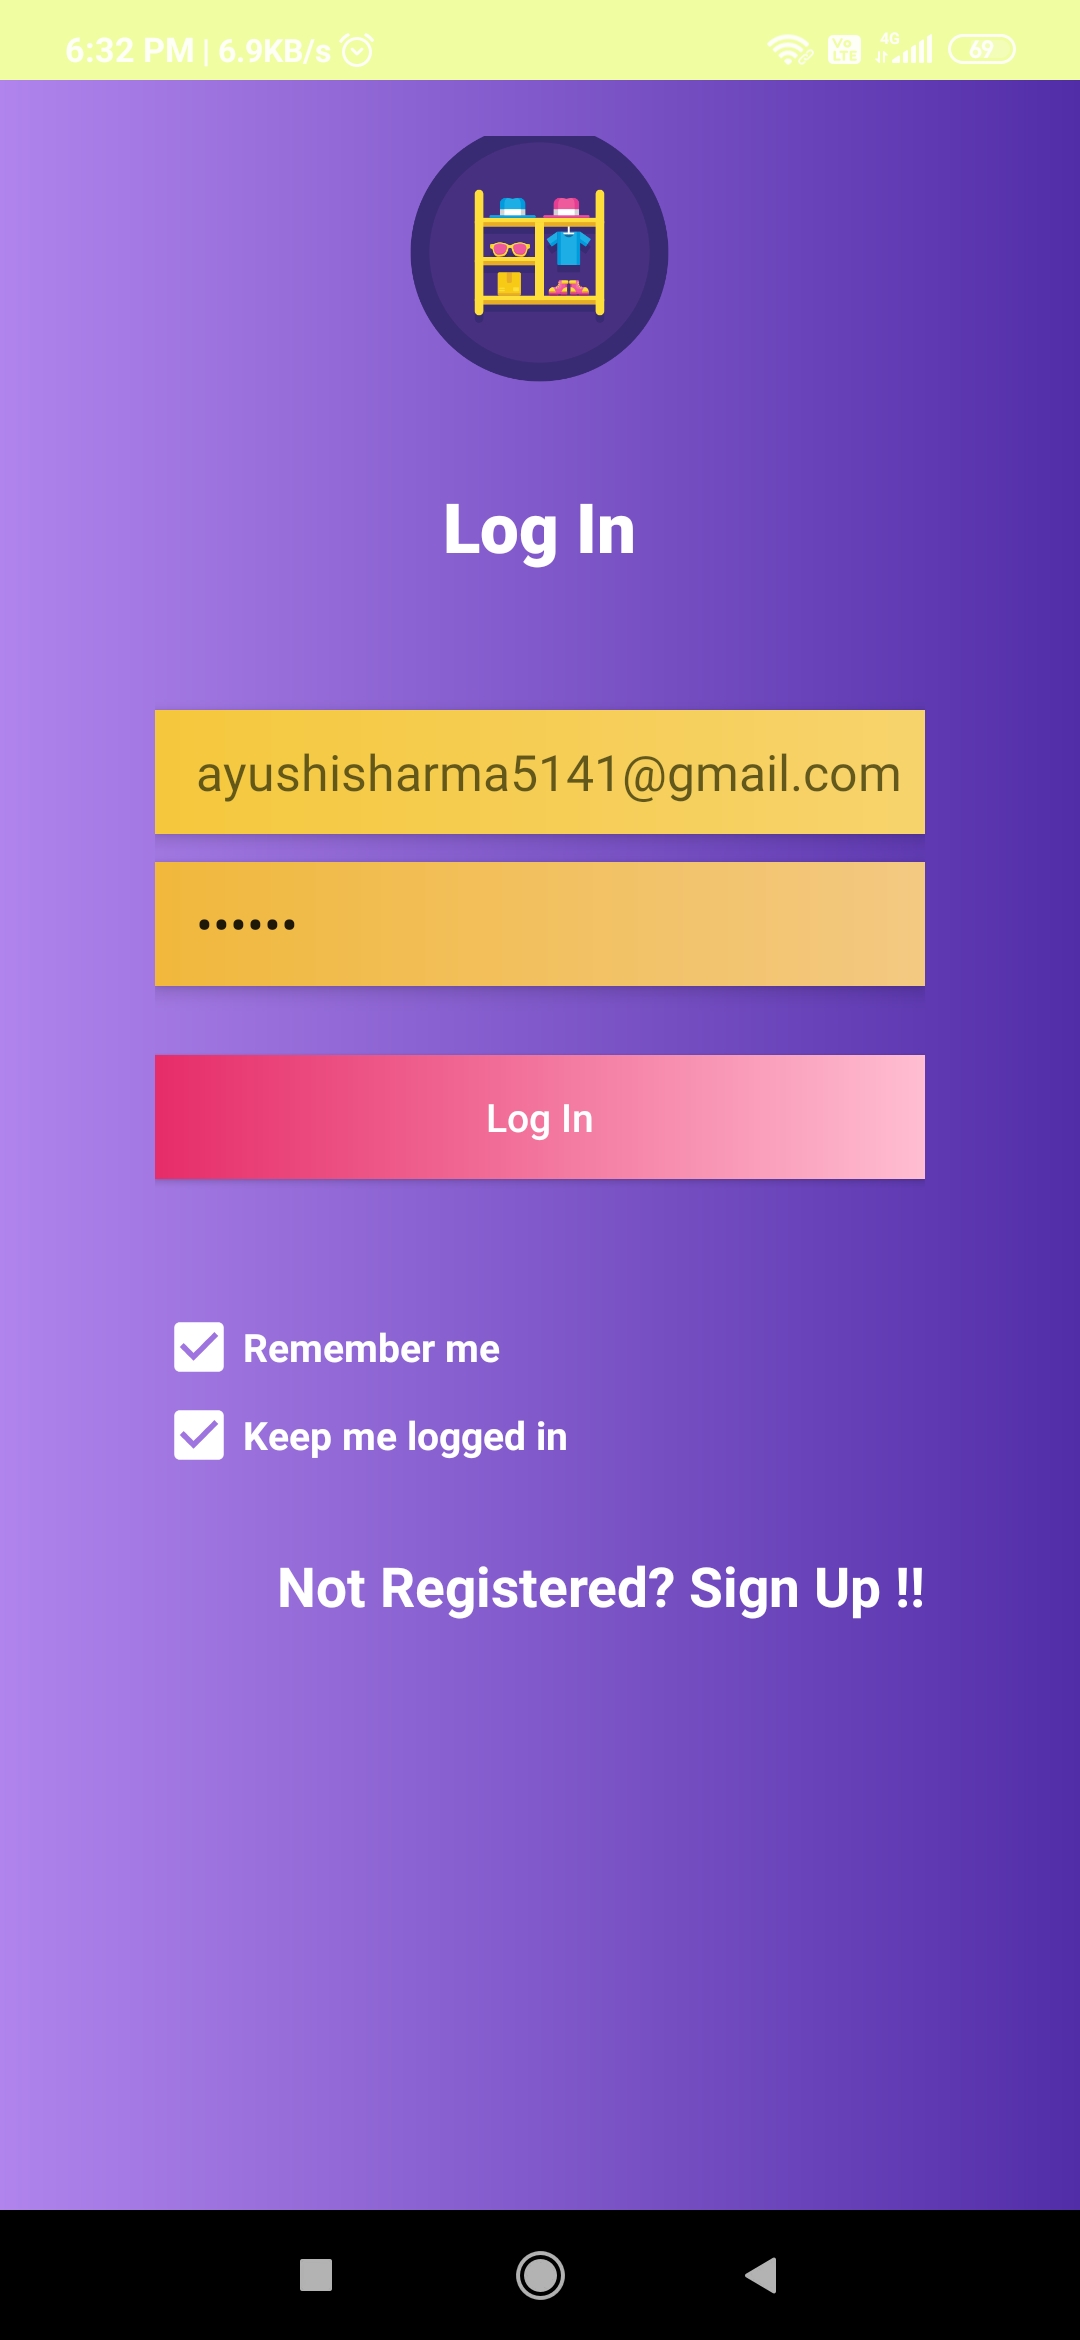 6:32 PM | 6.9KB/s Vo LTE 4G 69
Log In
ayushisharma5141@gmail.com
••••••
Log In
Remember me
Keep me logged in
Not Registered? Sign Up !!